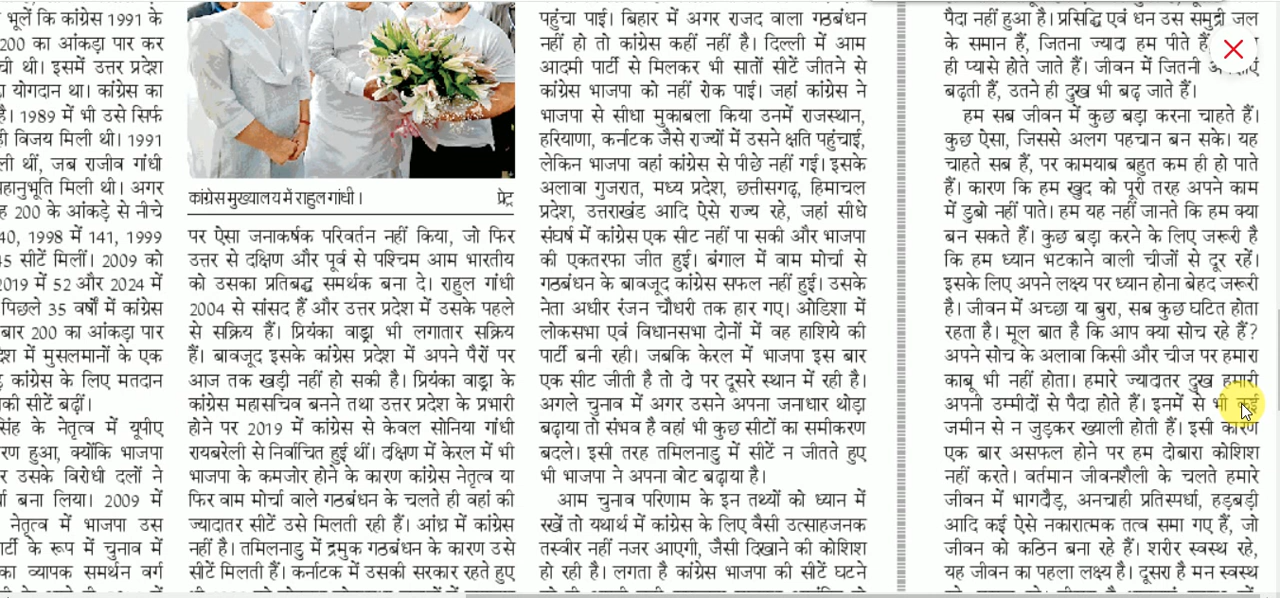 भूलें कि कांग्रेस 1991 के
200 का आंकड़ा पार कर
थी। इसमें उत्तर प्रदेश
योगदान था। कांग्रेस का
है। 1989 में भी उसे सिर्फ
ही विजय मिली थी। 1991
थीं, जब राजीव गांधी
सहानुभूति मिली थी। अगर
200 के आंकड़े से नीचे
1998 में 141, 1999
सीटें मिलीं। 2009 को
2019 में 52 और 2024 में
पिछले 35 वर्षों में कांग्रेस
बार 200 का आंकड़ा पार
में मुसलमानों के एक
कांग्रेस के लिए मतदान
की सीटें बढ़ीं।
के नेतृत्व में यूपीए
हुआ, क्योंकि भाजपा
उसके विरोधी दलों ने
बना लिया। 2009 में
नेतृत्व में भाजपा उस
के रूप में चुनाव में
का व्यापक समर्थन वर्ग
कांग्रेस मुख्यालय में राहुल गांधी। प्रेट्र
पर ऐसा जनाकर्षक परिवर्तन नहीं किया, जो फिर
उत्तर से दक्षिण और पूर्व से पश्चिम आम भारतीय
को उसका प्रतिबद्ध समर्थक बना दे। राहुल गांधी
2004 से सांसद हैं और उत्तर प्रदेश में उसके पहले
से सक्रिय हैं। प्रियंका वाड्रा भी लगातार सक्रिय
हैं। बावजूद इसके कांग्रेस प्रदेश में अपने पैरों पर
आज तक खड़ी नहीं हो सकी है। प्रियंका वाड्रा के
कांग्रेस महासचिव बनने तथा उत्तर प्रदेश के प्रभारी
होने पर 2019 में कांग्रेस से केवल सोनिया गांधी
रायबरेली से निर्वाचित हुई थीं। दक्षिण में केरल में भी
भाजपा के कमजोर होने के कारण कांग्रेस नेतृत्व या
फिर वाम मोर्चा वाले गठबंधन के चलते ही वहां की
ज्यादातर सीटें उसे मिलती रही हैं। आंध्र में कांग्रेस
नहीं है। तमिलनाडु में द्रमुक गठबंधन के कारण उसे
सीटें मिलती हैं। कर्नाटक में उसकी सरकार रहते हुए
पहुंचा पाई। बिहार में अगर राजद वाला गठबंधन
नहीं हो तो कांग्रेस कहीं नहीं है। दिल्ली में आम
आदमी पार्टी से मिलकर भी सातों सीटें जीतने से
कांग्रेस भाजपा को नहीं रोक पाई। जहां कांग्रेस ने
भाजपा से सीधा मुकाबला किया उनमें राजस्थान,
हरियाणा, कर्नाटक जैसे राज्यों में उसने क्षति पहुंचाई,
लेकिन भाजपा वहां कांग्रेस से पीछे नहीं गई। इसके
अलावा गुजरात, मध्य प्रदेश, छत्तीसगढ़, हिमाचल
प्रदेश, उत्तराखंड आदि ऐसे राज्य रहे, जहां सीधे
संघर्ष में कांग्रेस एक सीट नहीं पा सकी और भाजपा
की एकतरफा जीत हुई। बंगाल में वाम मोर्चा से
गठबंधन के बावजूद कांग्रेस सफल नहीं हुई। उसके
नेता अधीर रंजन चौधरी तक हार गए। ओडिशा में
लोकसभा एवं विधानसभा दोनों में वह हाशिये की
पार्टी बनी रही। जबकि केरल में भाजपा इस बार
एक सीट जीती है तो दो पर दूसरे स्थान में रही है।
अगले चुनाव में अगर उसने अपना जनाधार थोड़ा
बढ़ाया तो संभव है वहां भी कुछ सीटों का समीकरण
बदले। इसी तरह तमिलनाडु में सीटें न जीतते हुए
भी भाजपा ने अपना वोट बढ़ाया है।
आम चुनाव परिणाम के इन तथ्यों को ध्यान में
रखें तो यथार्थ में कांग्रेस के लिए वैसी उत्साहजनक
तस्वीर नहीं नजर आएगी, जैसी दिखाने की कोशिश
हो रही है। लगता है कांग्रेस भाजपा की सीटें घटने
पैदा नहीं हुआ है। प्रसिद्धि एवं धन उस समुद्री जल
के समान हैं, जितना ज्याद हम पीते हैं
ही प्यासे होते जाते हैं। जीवन में जितनी
बढ़ती हैं, उतने ही दुख भी बढ़ जाते हैं।
हम सब जीवन में कुछ बड़ा करना चाहते हैं।
कुछ ऐसा, जिससे अलग पहचान बन सके। यह
चाहते सब हैं, पर कामयाब बहुत कम ही हो पाते
हैं। कारण कि हम खुद को पूरी तरह अपने काम
में डुबो नहीं पाते। हम यह नहीं जानते कि हम क्या
बन सकते हैं। कुछ बड़ा करने के लिए जरूरी है
कि हम ध्यान भटकाने वाली चीजों से दूर रहें।
इसके लिए अपने लक्ष्य पर ध्यान होना बेहद जरूरी
है। जीवन में अच्छा या बुरा, सब कुछ घटित होता
रहता है। मूल बात है कि आप क्या सोच रहे हैं?
अपने सोच के अलावा किसी और चीज पर हमारा
काबू भी नहीं होता। हमारे ज्यादातर दुख हमारी
अपनी उम्मीदों से पैदा होते हैं। इनमें से भी कई
जमीन से न जुड़कर ख्याली होती हैं। इसी कारण
एक बार असफल होने पर हम दोबारा कोशिश
नहीं करते। वर्तमान जीवनशैली के चलते हमारे
जीवन में भागदौड़, अनचाही प्रतिस्पर्धा, हड़बड़ी
आदि कई ऐसे नकारात्मक तत्व समा गए हैं, जो
जीवन को कठिन बना रहे हैं। शरीर स्वस्थ रहे,
यह जीवन का पहला लक्ष्य है। दूसरा है मन स्वस्थ